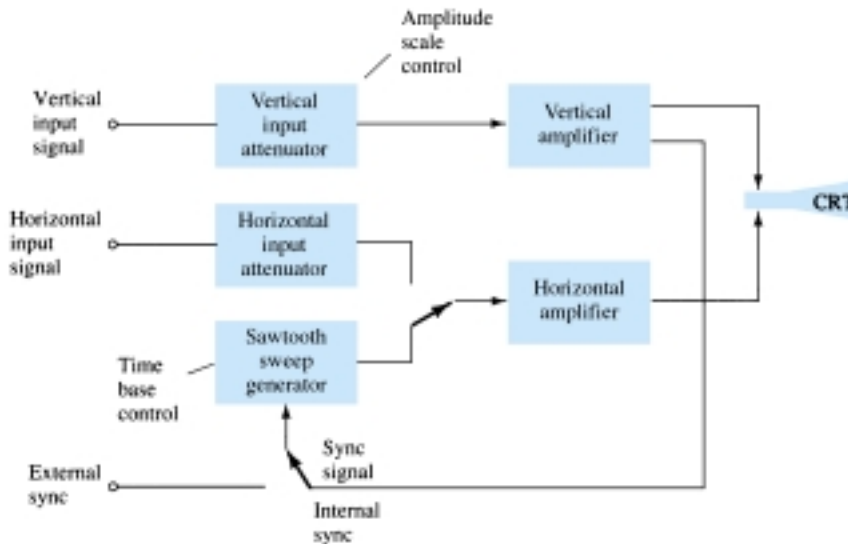 Amplitude
scale
control
Vertical
input
signal
Vertical
input
attenuator
Vertical
amplifier
CRT
Horizontal
input
signal
Horizontal
input
attenuator
Horizontal
amplifier
Sawtooth
sweep
generator
Time
base
control
Sync
signal
External
sync
Internal
sync